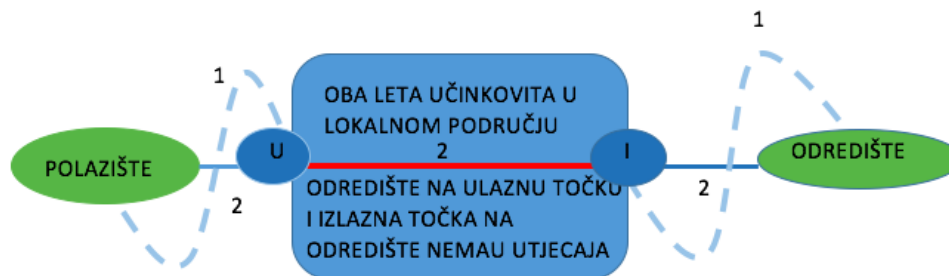 1
1
OBA LETA UČINKOVITA U
LOKALNOM PODRUČJU
U
2
I
POLAZIŠTE
ODREDIŠTE
2
2
ODREDIŠTE NA ULAZNU TOČKU
I IZLAZNA TOČKA NA
ODREDIŠTE NEMAU UTJECAJA